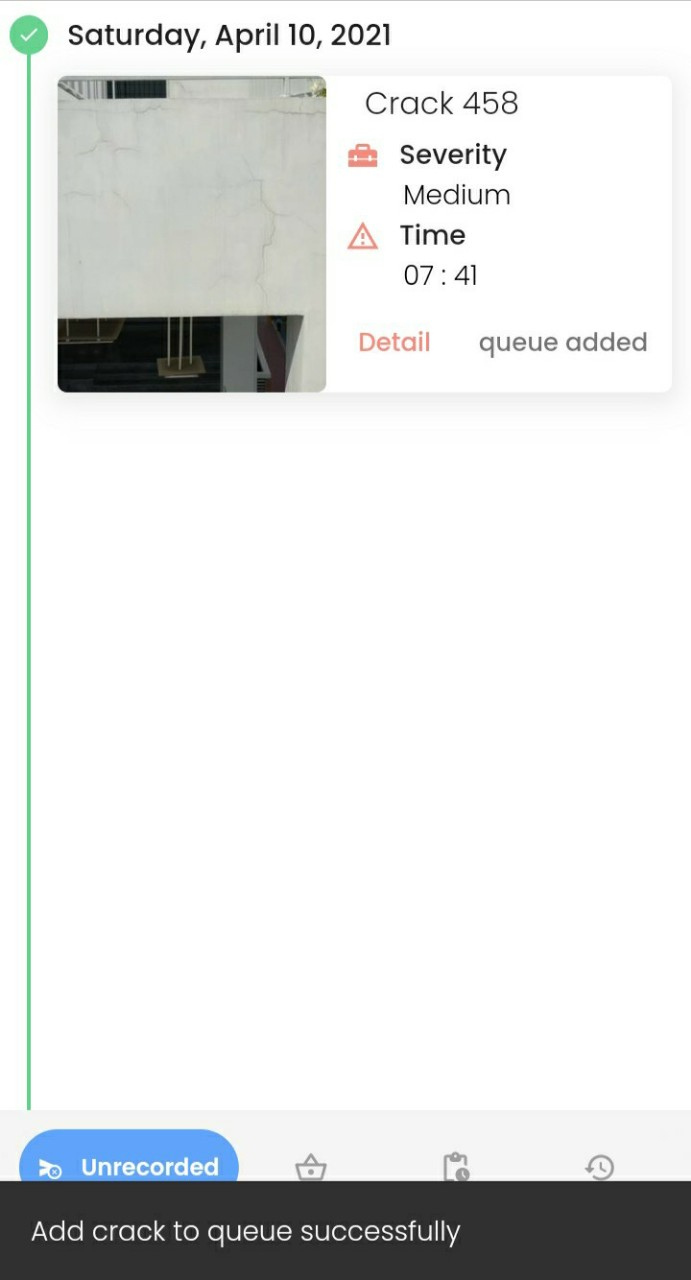 Saturday, April 10, 2021
Crack 458
Severity
Medium
Time
07 : 41
Detail queue added
Unrecorded
Add crack to queue successfully